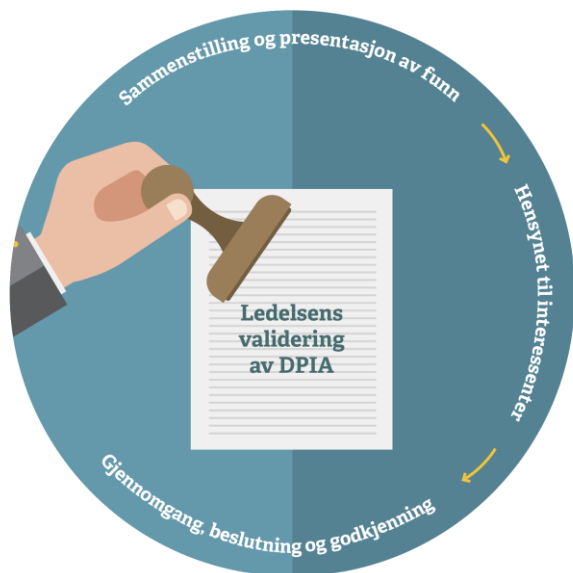 Sammenstilling og presentasjon av funn
Hensynet til interessenter
Ledelsens
validering
av DPIA
Gjennomgang, beslutning og godkjenning